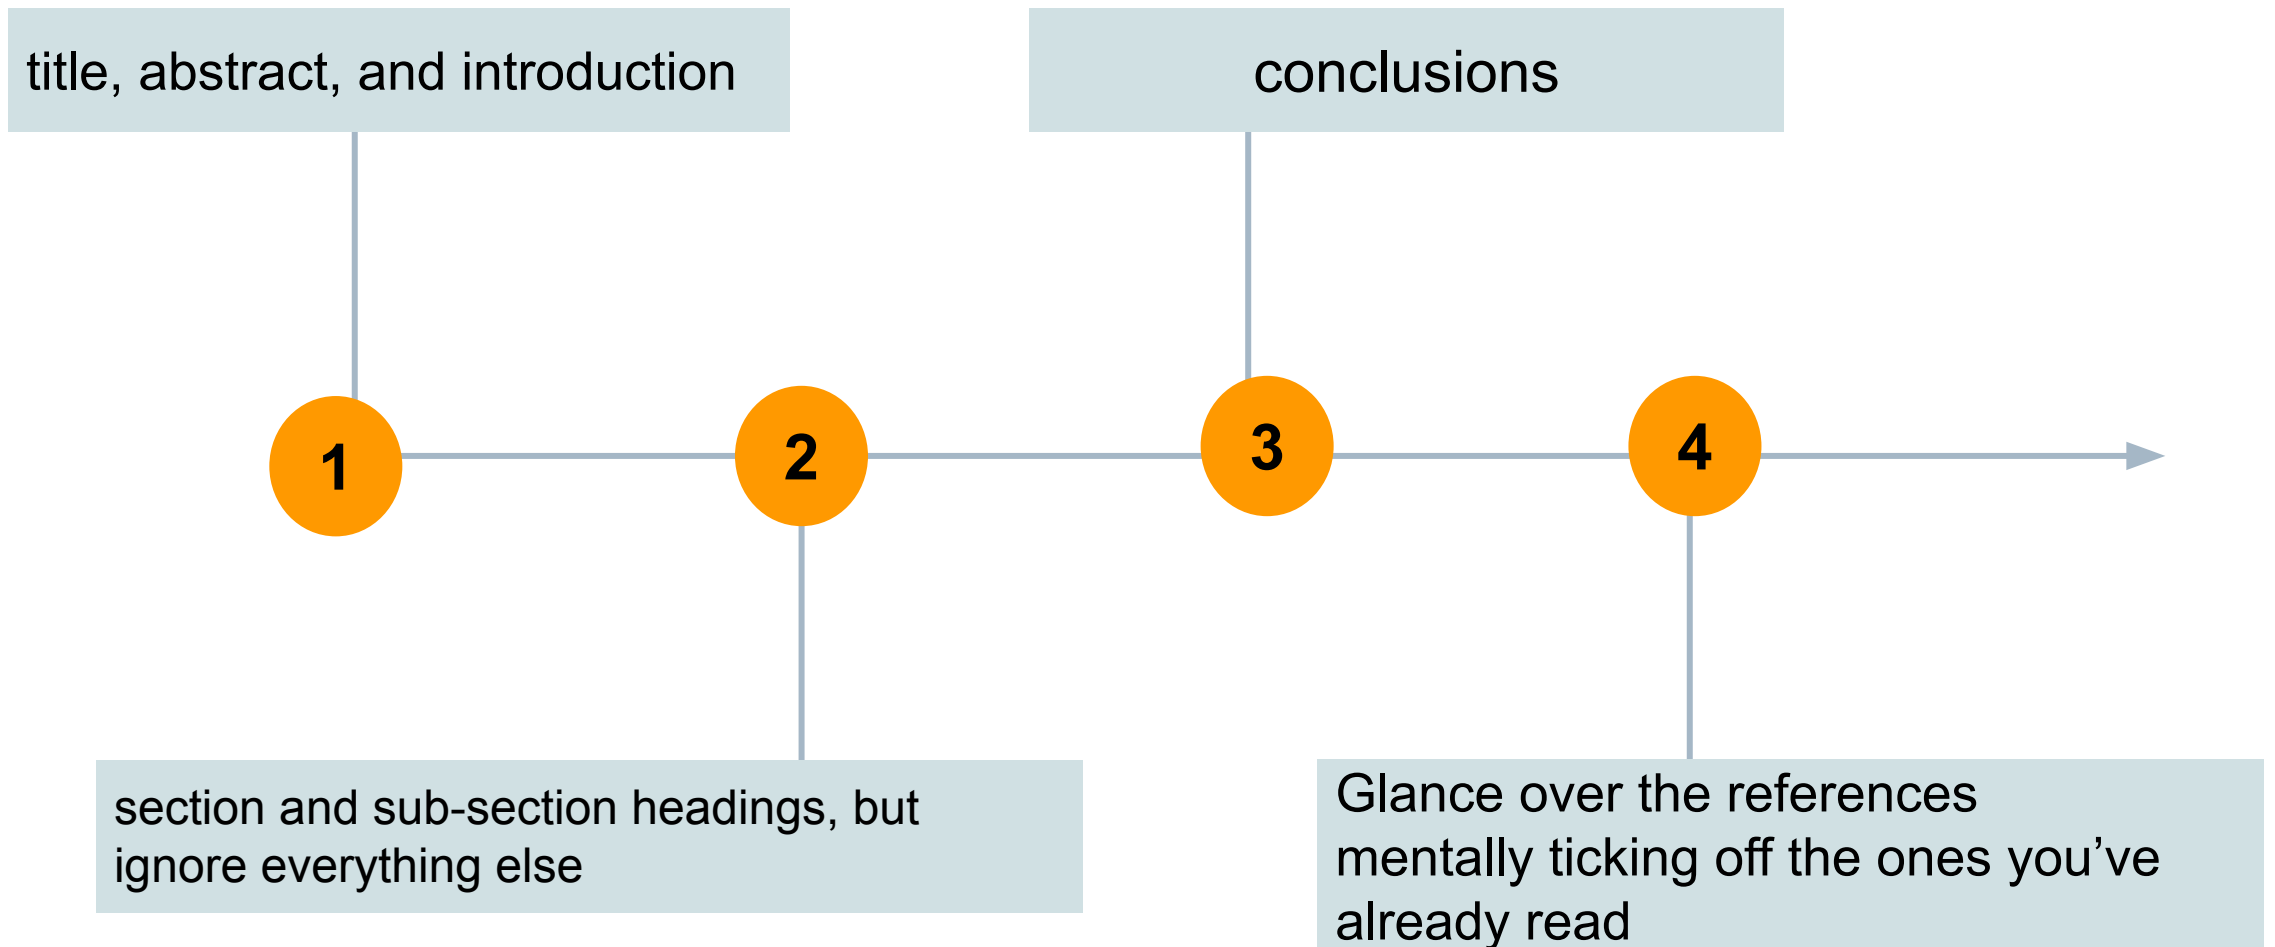 title, abstract, and introduction
conclusions
1
2
3
4
section and sub-section headings, but
ignore everything else
Glance over the references
mentally ticking off the ones you’ve
already read